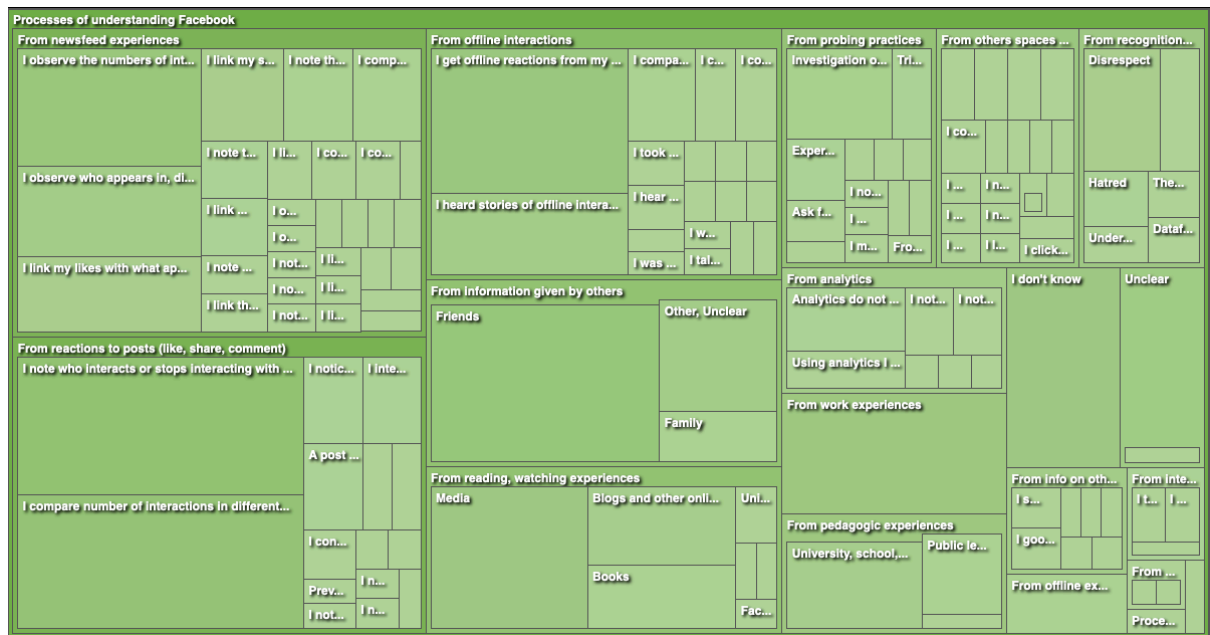 Processes of understanding Facebook
From newsfeed experiences
I observe the numbers of int...
I link my s...
I note th...
I comp...
I note t...
I li...
I co...
I co...
I observe who appears in, di...
I link ...
I o...
I o...
I link my likes with what ap...
I note ...
I not...
I li...
I no...
I li...
I link th...
I not...
I li...
From reactions to posts (like, share, comment)
I note who interacts or stops interacting with ...
I notic...
I inte...
A post ...
I compare number of interactions in different...
I con...
Prev...
I n...
I not...
I n...
From offline interactions
I get offline reactions from my ...
I compa...
I c...
I co...
I took ...
I heard stories of offline intera...
I hear ...
I w...
I was ...
I tal...
From information given by others
Friends
Other, Unclear
Family
From reading, watching experiences
Media
Blogs and other onli...
Uni...
Books
Fac...
From probing practices
Investigation o...
Tri...
Exper...
I no...
Ask f...
I ...
I m...
Fro...
From others spaces ...
I co...
I ...
I n...
I ...
I n...
I ...
I l...
I click...
From recognition...
Disrespect
Hatred
The...
Under...
Dataf...
From analytics
Analytics do not ...
I not...
I not...
Using analytics I ...
From work experiences
From pedagogic experiences
University, school,...
Public le...
I don't know
Unclear
From info on oth...
I s...
I goo...
From inte...
I t...
I ...
From offline ex...
From ...
Proce...